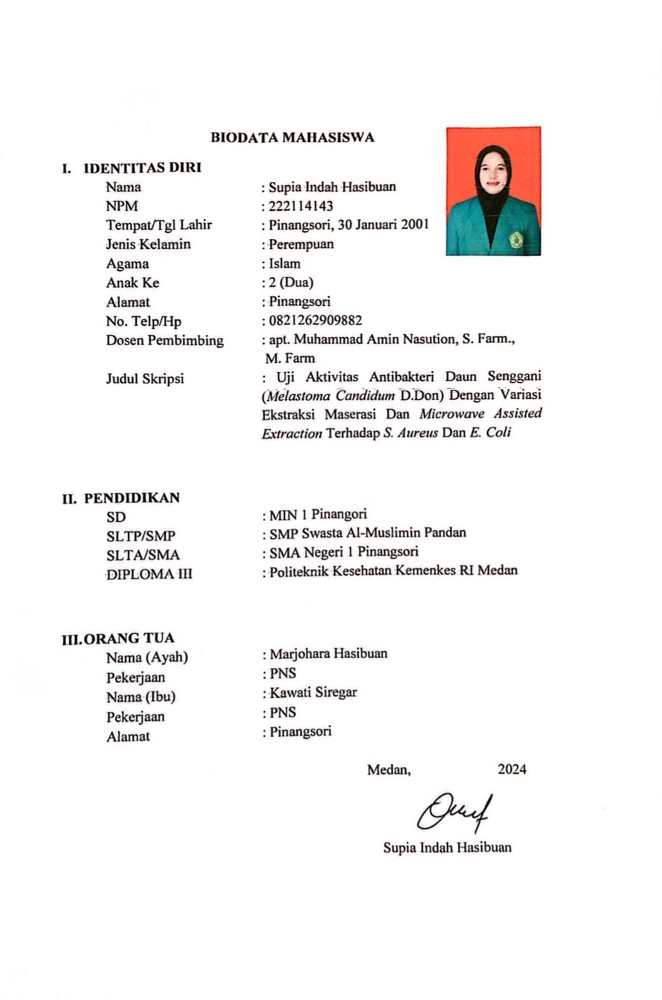 BIODATA MAHASISWA
I. IDENTITAS DIRI
Nama : Supia Indah Hasibuan
NPM : 222114143
Tempat/Tgl Lahir : Pinangsori, 30 Januari 2001
Jenis Kelamin : Perempuan
Agama : Islam
Anak Ke : 2 (Dua)
Alamat : Pinangsori
No. Telp/Hp : 0821262909882
Dosen Pembimbing : apt. Muhammad Amin Nasution, S. Farm.,
M. Farm
Judul Skripsi : Uji Aktivitas Antibakteri Daun Senggani
(Melastoma Candidum D.Don) Dengan Variasi
Ekstraksi Maserasi Dan Microwave Assisted
Extraction Terhadap S. Aureus Dan E. Coli
II. PENDIDIKAN
SD : MIN 1 Pinangori
SLTP/SMP : SMP Swasta Al-Muslimin Pandan
SLTA/SMA : SMA Negeri 1 Pinangsori
DIPLOMA III : Politeknik Kesehatan Kemenkes RI Medan
III. ORANG TUA
Nama (Ayah) : Marjohara Hasibuan
Pekerjaan : PNS
Nama (Ibu) : Kawati Siregar
Pekerjaan : PNS
Alamat : Pinangsori
Medan, 2024
Supia Indah Hasibuan